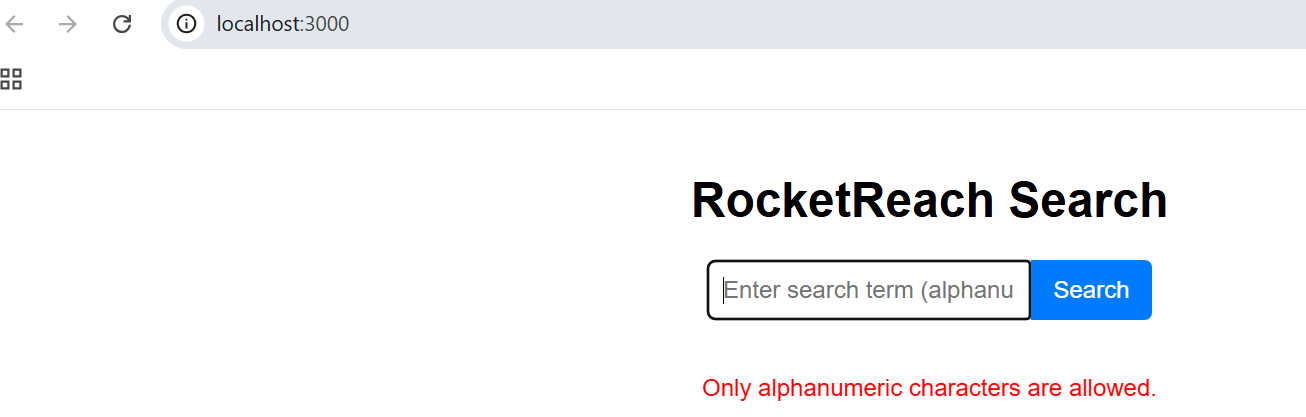 localhost:3000
RocketReach Search
Enter search term (alphanu
Search
Only alphanumeric characters are allowed.